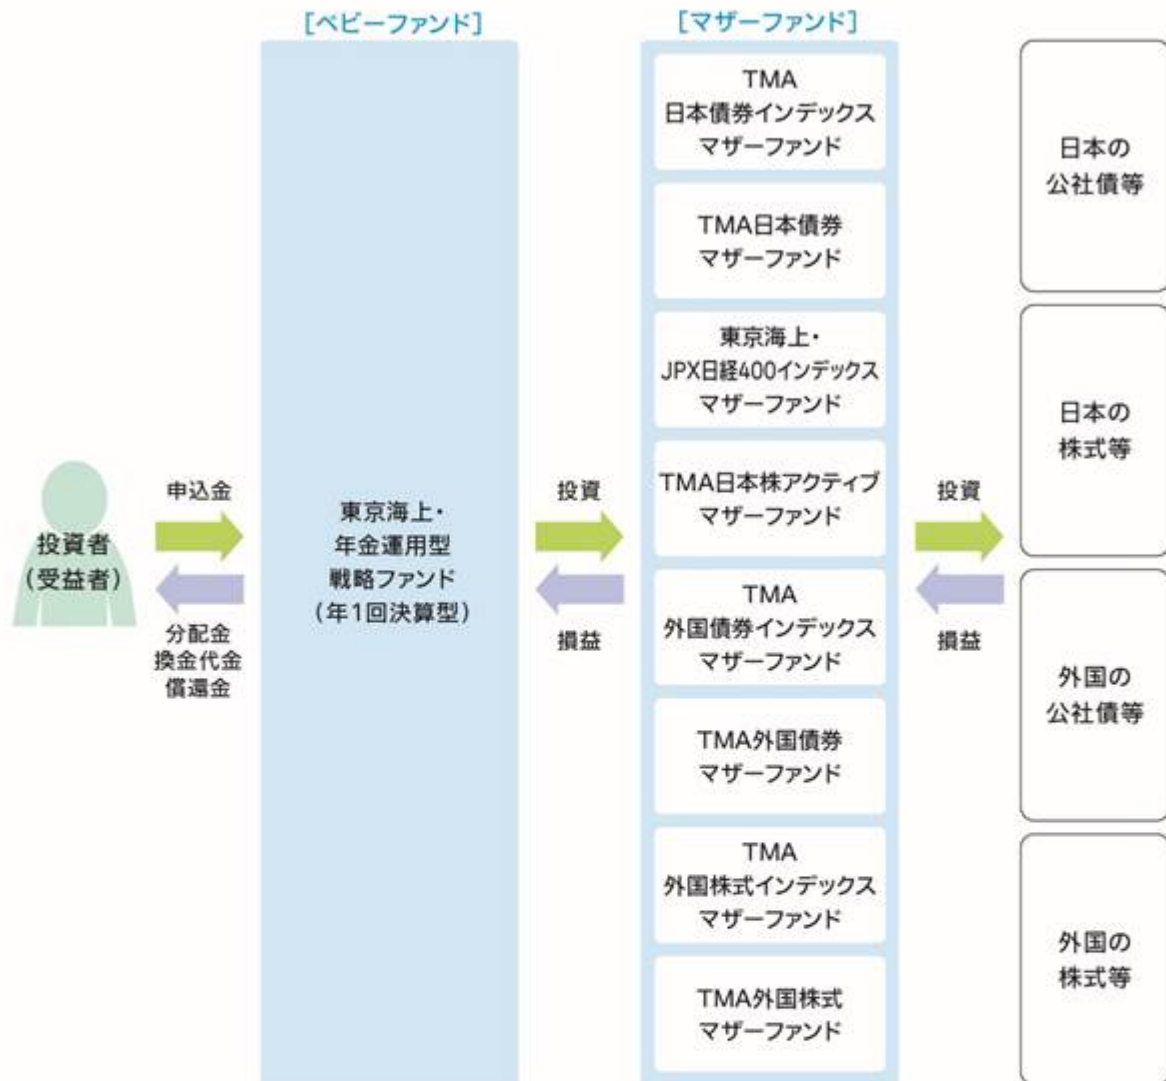 [ベビーファンド]
[マザーファンド]
投資者
(受益者)
申込金
分配金
換金代金
償還金
東京海上・
年金運用型
戦略ファンド
(年1回決算型)
投資
損益
TMA
日本債券インデックス
マザーファンド
TMA日本債券
マザーファンド
東京海上・
JPX日経400インデックス
マザーファンド
TMA日本株アクティブ
マザーファンド
TMA
外国債券インデックス
マザーファンド
TMA外国債券
マザーファンド
TMA
外国株式インデックス
マザーファンド
TMA外国株式
マザーファンド
投資
損益
日本の
公社債等
日本の
株式等
外国の
公社債等
外国の
株式等